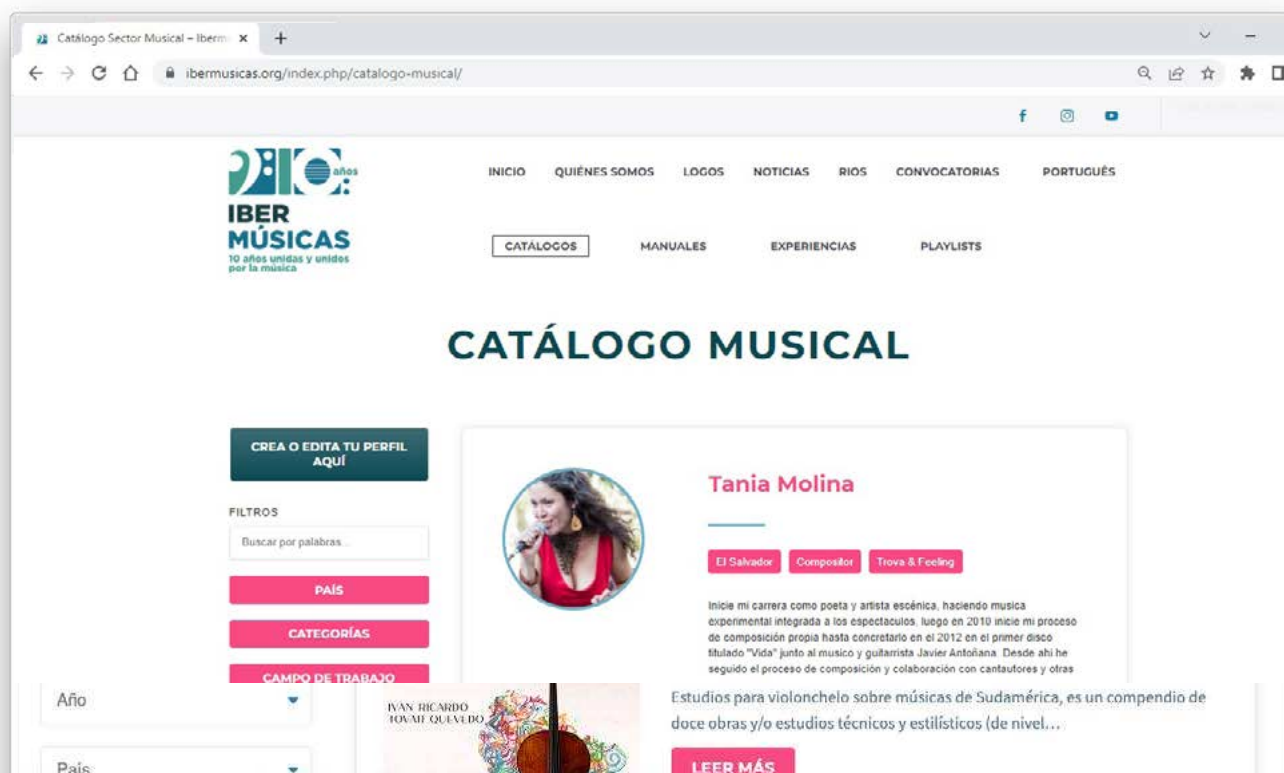 Catálogo Sector Musical – Iberm
ibermusicas.org/index.php/catalogo-musical/
10 años:
IBER
MÚSICAS
10 años unidas y unidos
por la música
INICIO QUIÉNES SOMOS LOGOS NOTICIAS RIOS CONVOCATORIAS PORTUGUÊS
CATÁLOGOS MANUALES EXPERIENCIAS PLAYLISTS
CATÁLOGO MUSICAL
CREA O EDITA TU PERFIL
AQUÍ
FILTROS
Buscar por palabras...
PAÍS
CATEGORÍAS
CAMPO DE TRABAJO
Tania Molina
El Salvador Compositor Trova & Feeling
Inicie mi carrera como poeta y artista escénica, haciendo musica
experimental integrada a los espectaculos, luego en 2010 inicie mi proceso
de composición propia hasta concretarlo en el 2012 en el primer disco
titulado "Vida" junto al musico y guitarrista Javier Antoñana. Desde ahi he
seguido el proceso de composición y colaboración con cantautores y otras
Año
Pais
IVAN RICARDO
TOVAR QUEVEDO
Estudios para violonchelo sobre músicas de Sudamérica, es un compendio de
doce obras y/o estudios técnicos y estilísticos (de nivel…
LEER MÁS